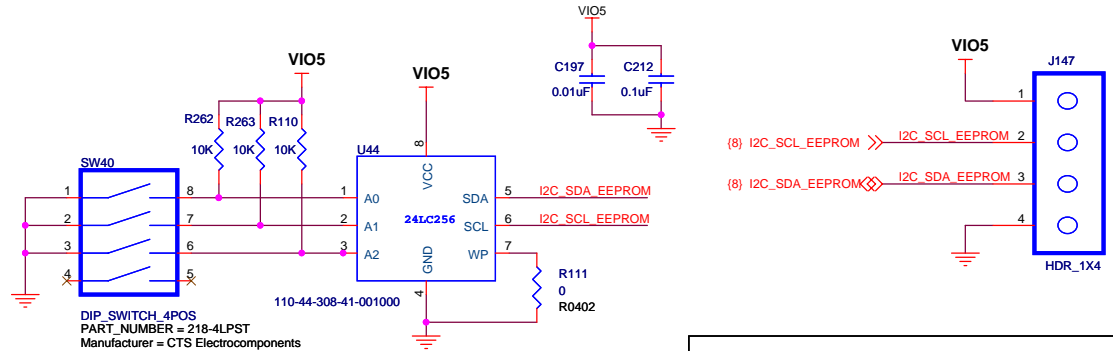 VIO5
C197
0.01uF
C212
0.1uF
VIO5
VIO5
R262
10K
R263
10K
R110
10K
SW40
1
2
3
4
8
7
6
5
DIP_SWITCH_4POS
PART_NUMBER = 218-4LPST
Manufacturer = CTS Electrocomponents
U44
8
VCC
1
A0
2
A1
3
A2
24LC256
SDA
5
I2C_SDA_EEPROM
SCL
6
I2C_SCL_EEPROM
WP
7
GND
4
110-44-308-41-001000
R111
0
R0402
VIO5
J147
1
{8} I2C_SCL_EEPROM
I2C_SCL_EEPROM
2
{8} I2C_SDA_EEPROM
I2C_SDA_EEPROM
3
4
HDR_1X4